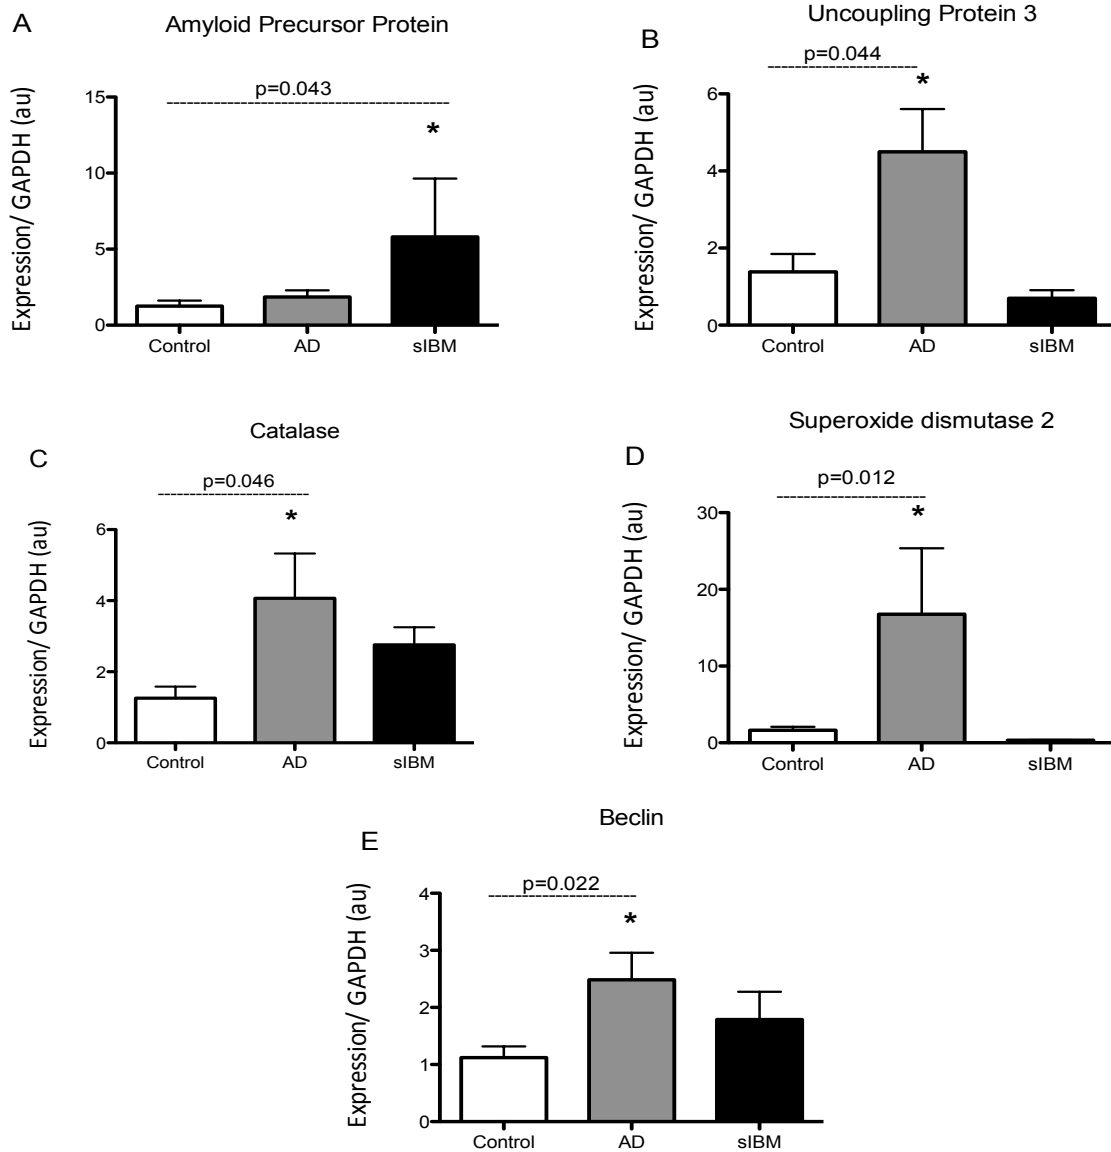 A
Amyloid Precursor Protein
p=0.043
*
Expression/ GAPDH (au)
15
10
5
0
Control AD sIBM
B
Uncoupling Protein 3
p=0.044
*
Expression/ GAPDH (au)
6
4
2
0
Control AD sIBM
C
Catalase
p=0.046
*
Expression/ GAPDH (au)
6
4
2
0
Control AD sIBM
D
Superoxide dismutase 2
p=0.012
*
Expression/ GAPDH (au)
30
20
10
0
Control AD sIBM
E
Beclin
p=0.022
*
Expression/ GAPDH (au)
4
3
2
1
0
Control AD sIBM